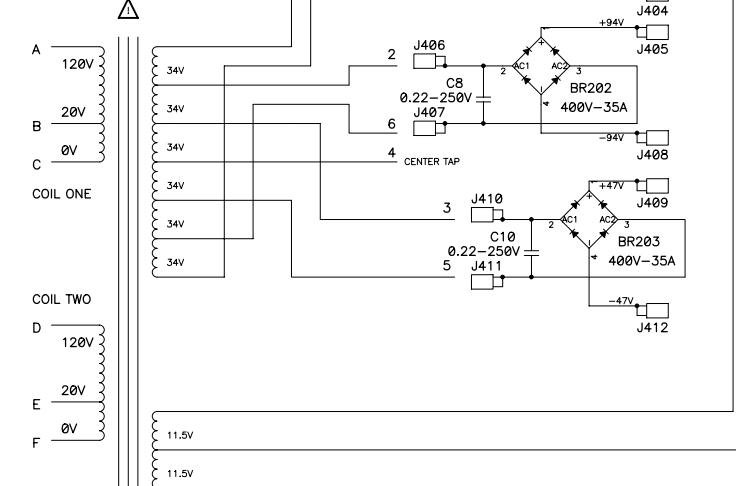 J404
+94V
J405
A
120V
34V
2
J406
AC1
+
-
AC2
2
3
4
C8
0.22-250V
BR202
400V-35A
20V
B
34V
6
J407
-94V
J408
0V
C
34V
4
CENTER TAP
COIL ONE
34V
+47V
J409
3
J410
AC1
AC2
2
3
4
34V
C10
0.22-250V
BR203
400V-35A
34V
5
J411
COIL TWO
-47V
J412
D
120V
20V
E
0V
F
11.5V
11.5V